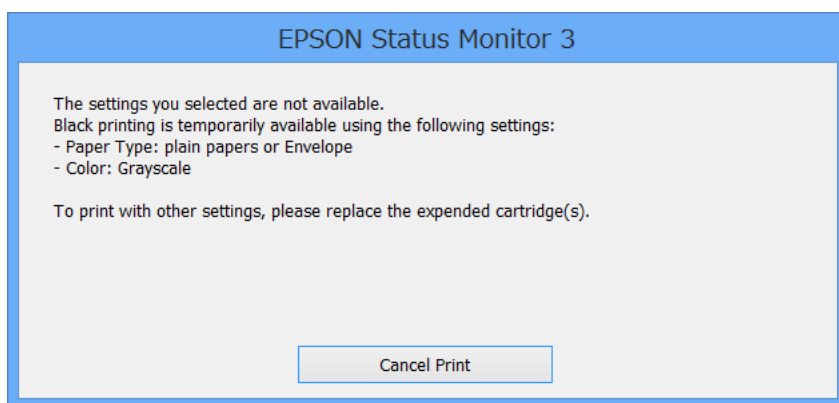 EPSON Status Monitor 3
The settings you selected are not available.
Black printing is temporarily available using the following settings:
- Paper Type: plain papers or Envelope
- Color: Grayscale
To print with other settings, please replace the expended cartridge(s).
Cancel Print